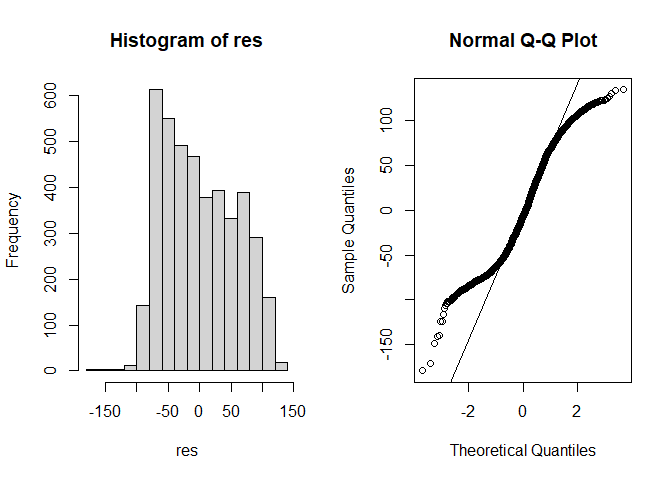 Histogram of res
Frequency
0 100 200 300 400 500 600
-150 -50 0 50 150
res
Normal Q-Q Plot
Sample Quantiles
-150 -50 0 50 100
-2 0 2
Theoretical Quantiles